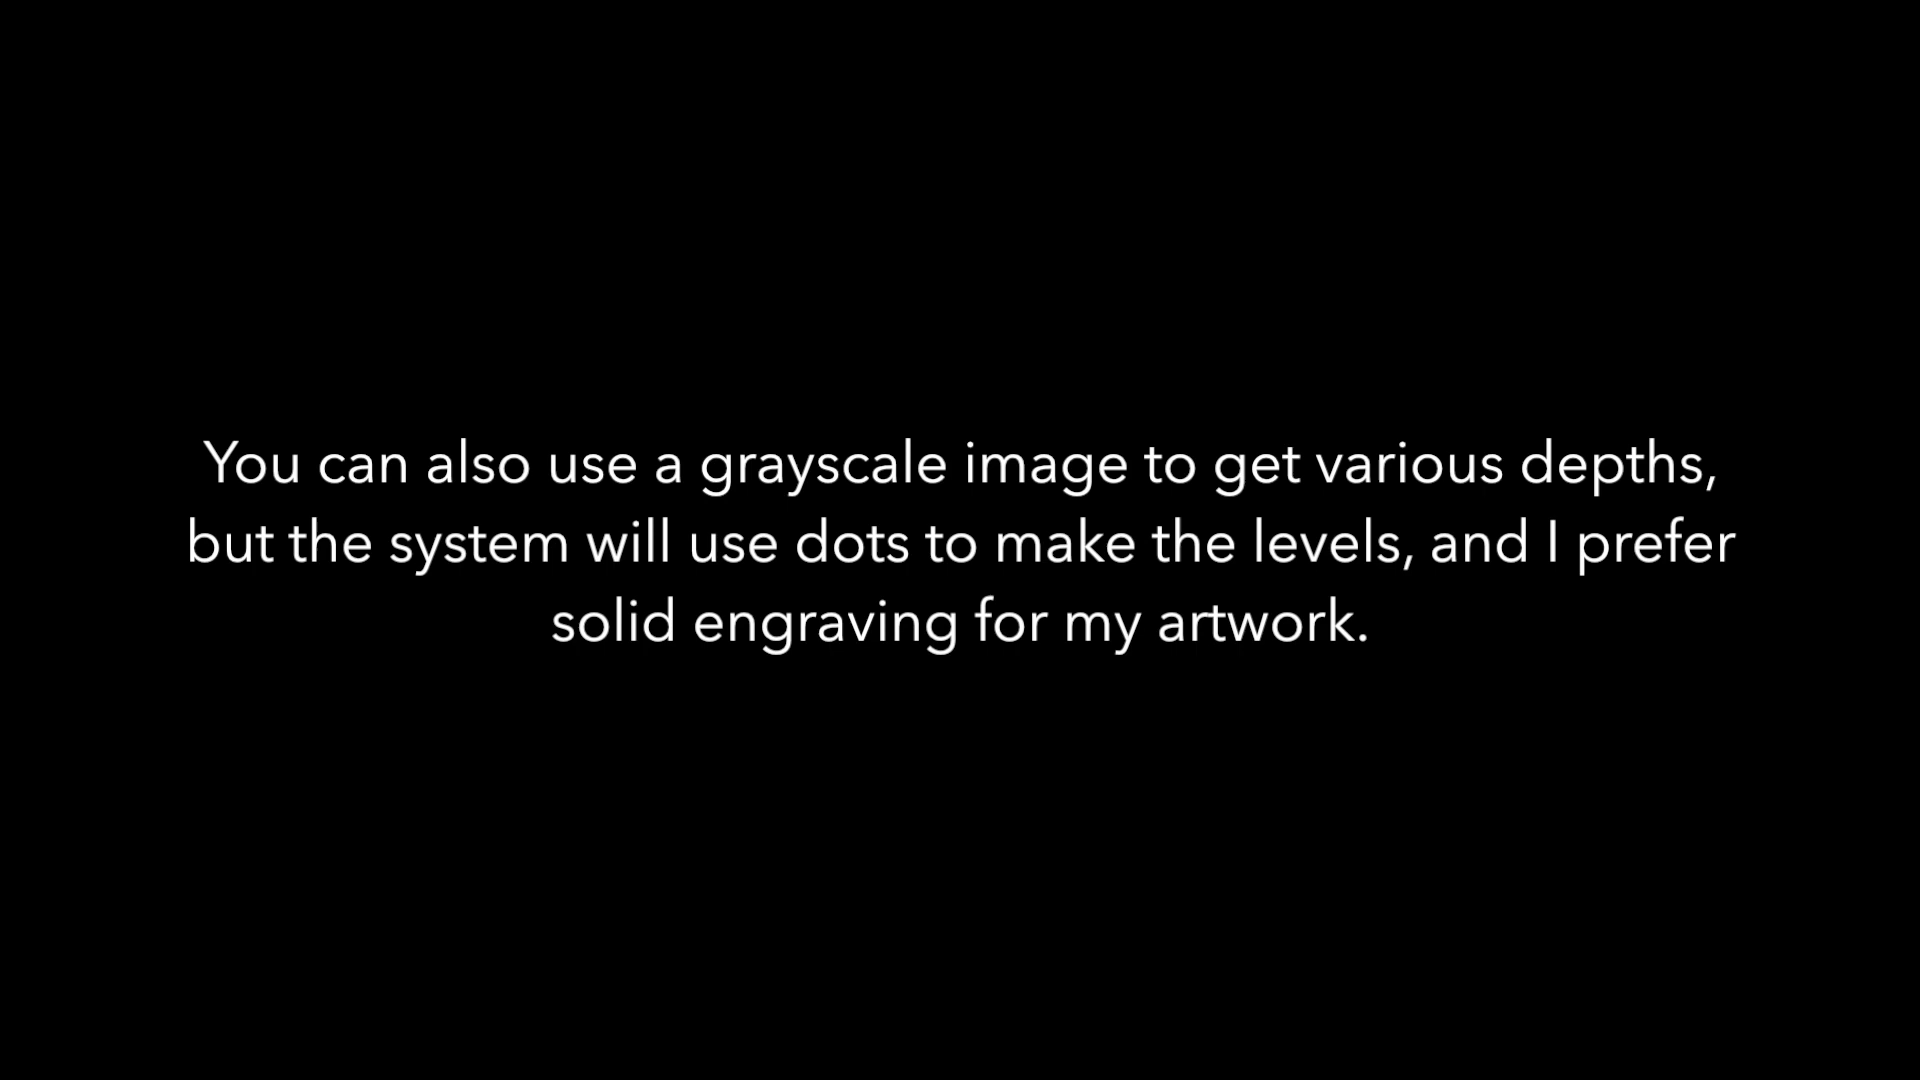 You can also use a grayscale image to get various depths,
but the system will use dots to make the levels, and I prefer
solid engraving for my artwork.